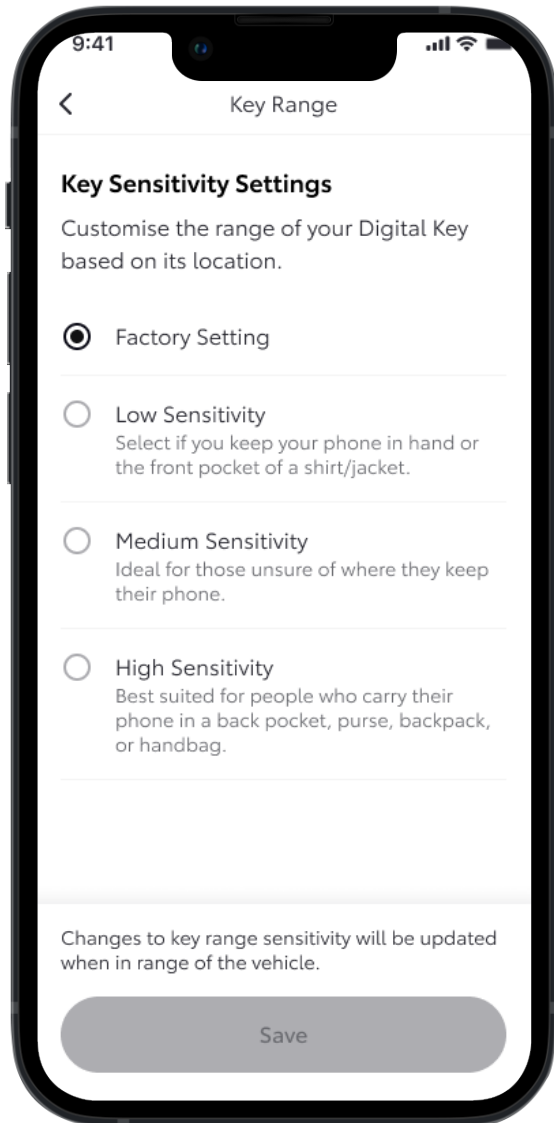 9:41
Key Range
Key Sensitivity Settings
Customise the range of your Digital Key
based on its location.
Factory Setting
Low Sensitivity
Select if you keep your phone in hand or
the front pocket of a shirt/jacket.
Medium Sensitivity
Ideal for those unsure of where they keep
their phone.
High Sensitivity
Best suited for people who carry their
phone in a back pocket, purse, backpack,
or handbag.
Changes to key range sensitivity will be updated
when in range of the vehicle.
Save